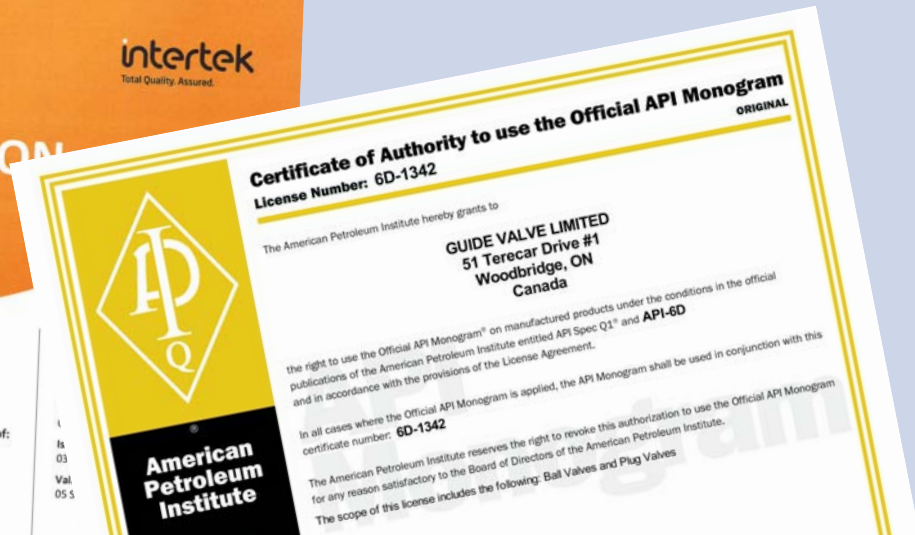 intertek
Total Quality. Assured.
ON
Certificate of Authority to use the Official API Monogram
ORIGINAL
License Number: 6D-1342
The American Petroleum Institute hereby grants to
GUIDE VALVE LIMITED
51 Terecar Drive #1
Woodbridge, ON
Canada
the right to use the Official API Monogram® on manufactured products under the conditions in the official
publications of the American Petroleum Institute entitled API Spec Q1® and API-6D
and in accordance with the provisions of the License Agreement.
In all cases where the Official API Monogram is applied, the API Monogram shall be used in conjunction with this
certificate number: 6D-1342
The American Petroleum Institute reserves the right to revoke this authorization to use the Official API Monogram
for any reason satisfactory to the Board of Directors of the American Petroleum Institute.
The scope of this license includes the following: Ball Valves and Plug Valves
API
Monogram
API
Q
®
American
Petroleum
Institute
of:
Is
03
Val
05 S